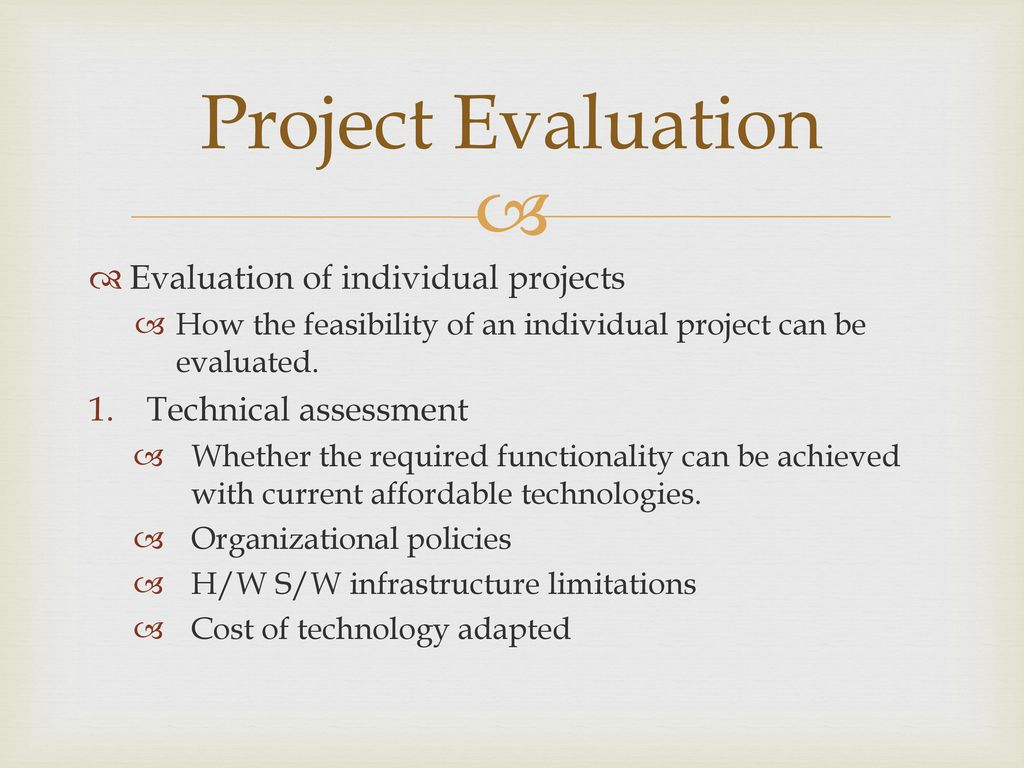 Project Evaluation
Evaluation of individual projects
How the feasibility of an individual project can be
evaluated.
1. Technical assessment
Whether the required functionality can be achieved
with current affordable technologies.
Organizational policies
H/W S/W infrastructure limitations
Cost of technology adapted